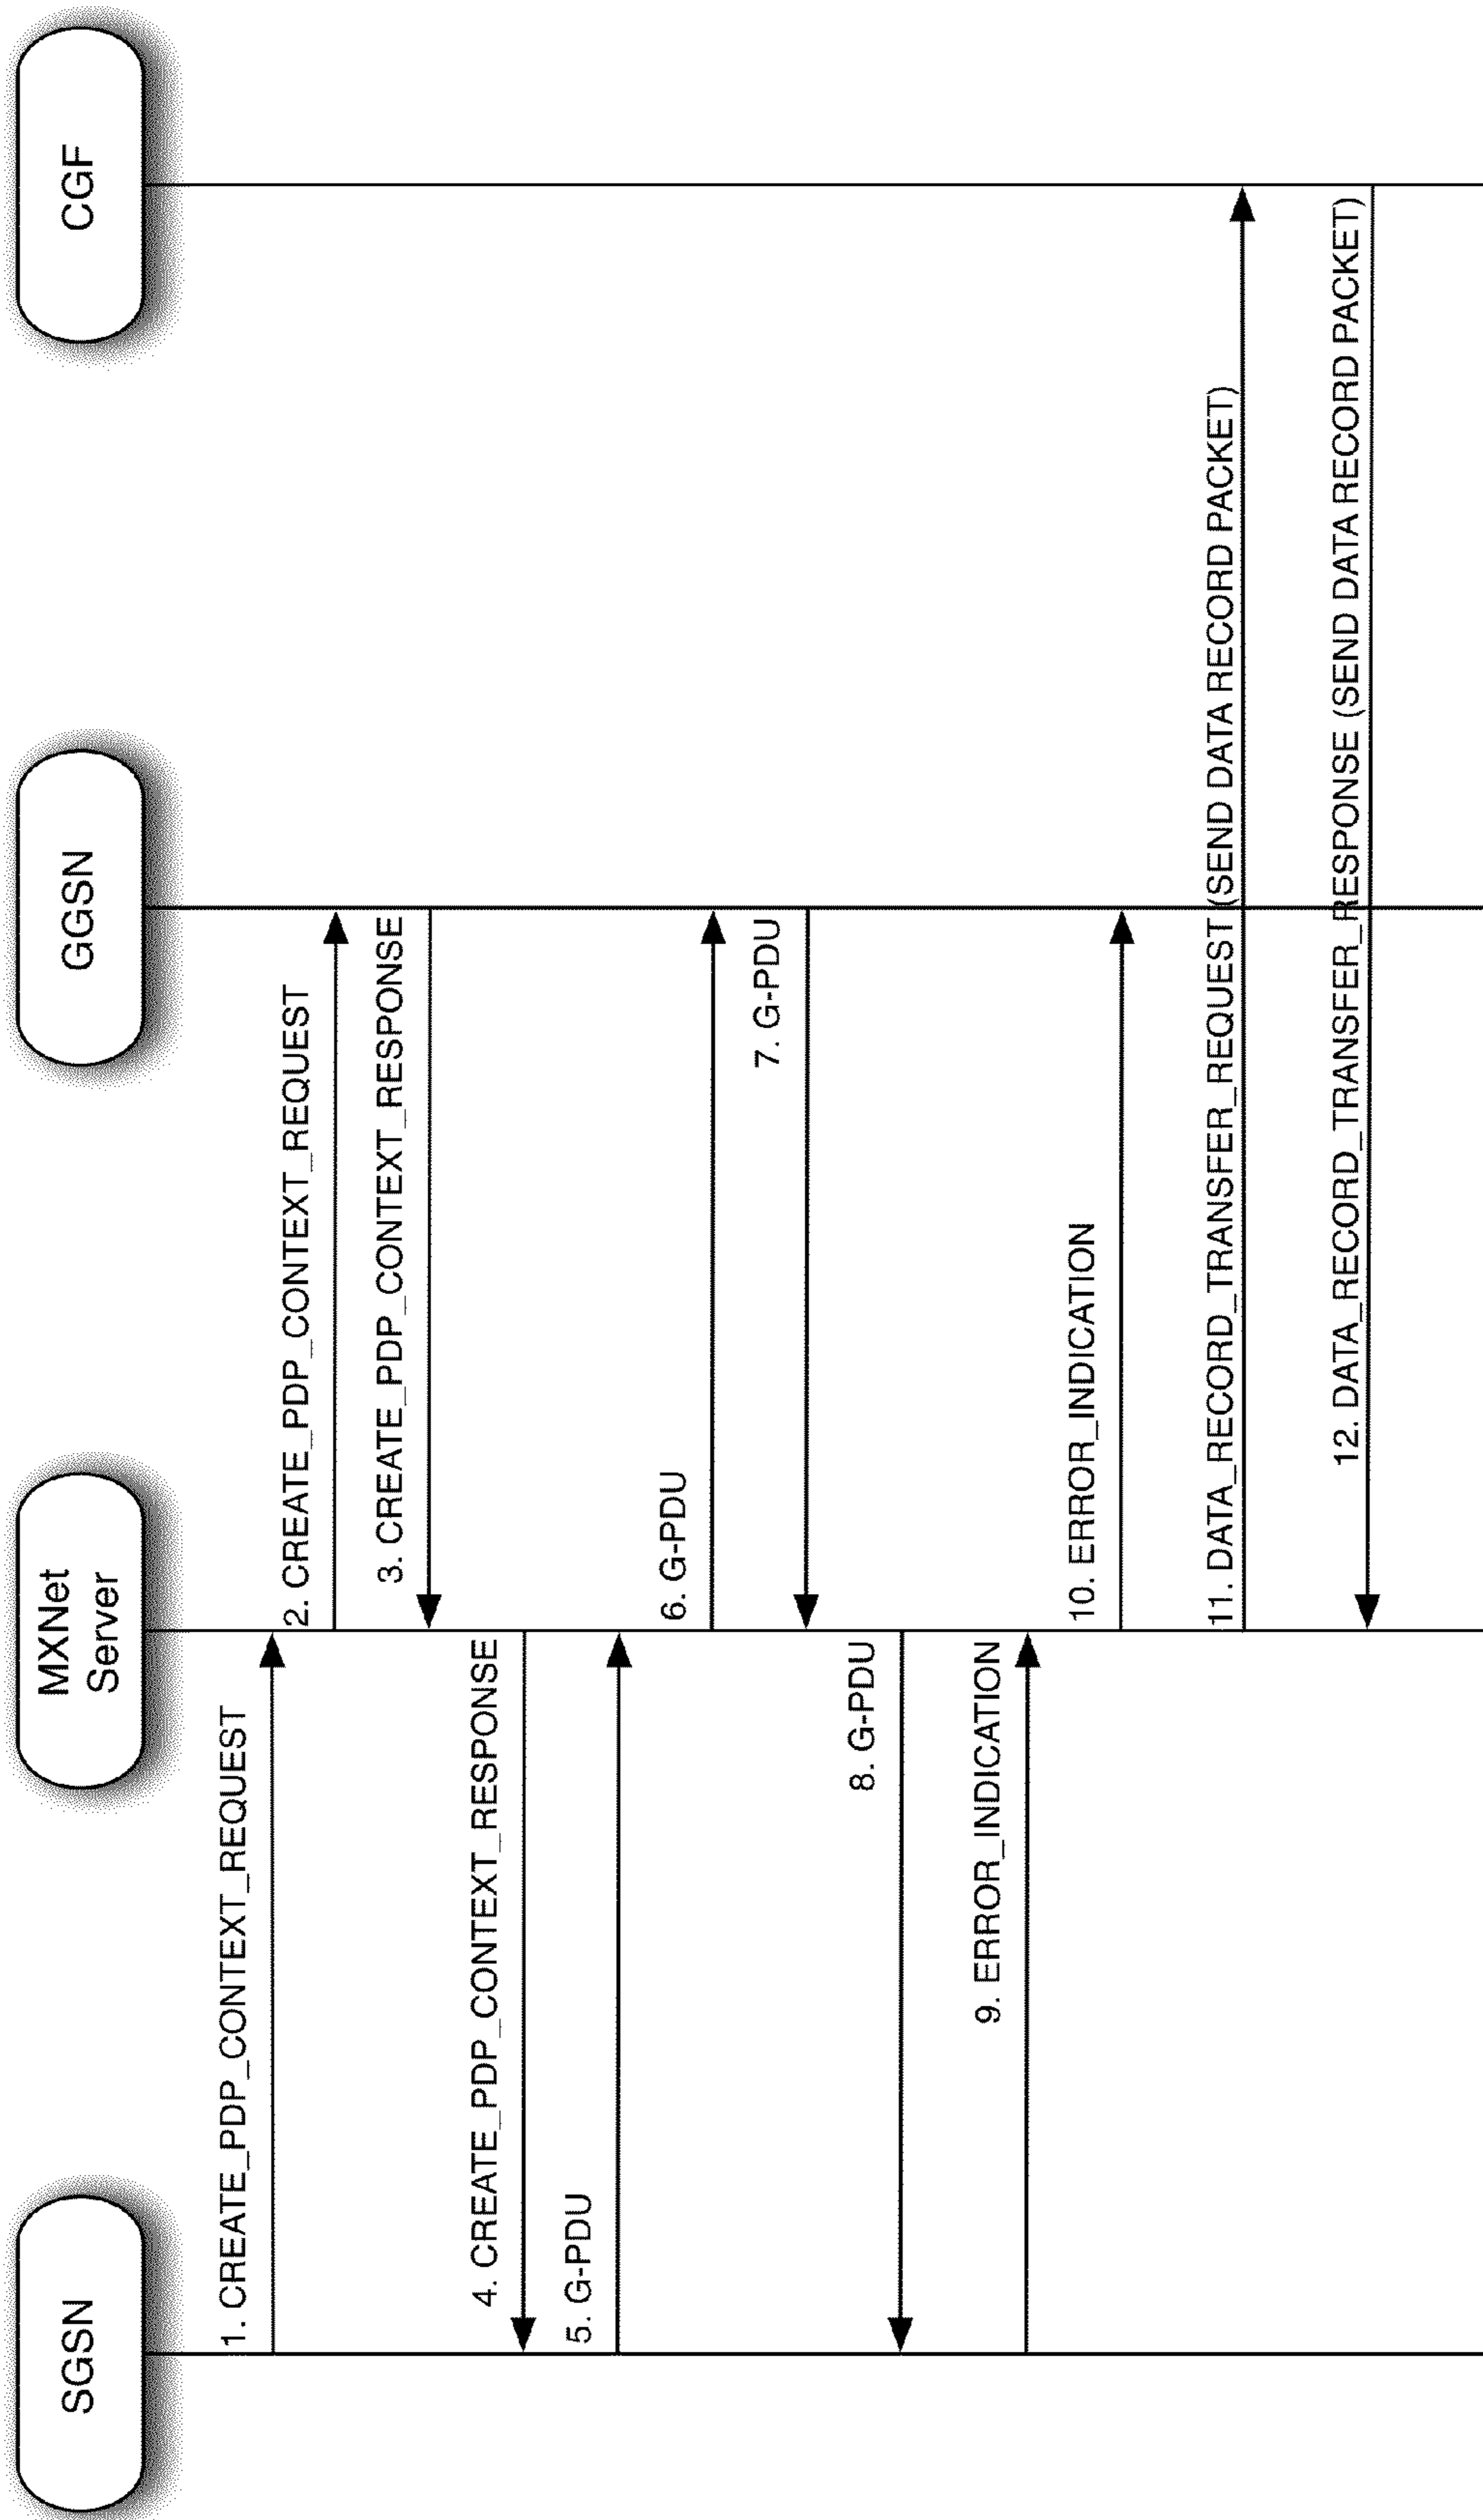 SGSN
MXNet
Server
GGSN
CGF
1. CREATE_PDP_CONTEXT_REQUEST
2. CREATE_PDP_CONTEXT_REQUEST
3. CREATE_PDP_CONTEXT_RESPONSE
4. CREATE_PDP_CONTEXT_RESPONSE
5. G-PDU
6. G-PDU
7. G-PDU
8. G-PDU
9. ERROR_INDICATION
10. ERROR_INDICATION
11. DATA_RECORD_TRANSFER_REQUEST (SEND DATA RECORD PACKET)
12. DATA_RECORD_TRANSFER_RESPONSE (SEND DATA RECORD PACKET)